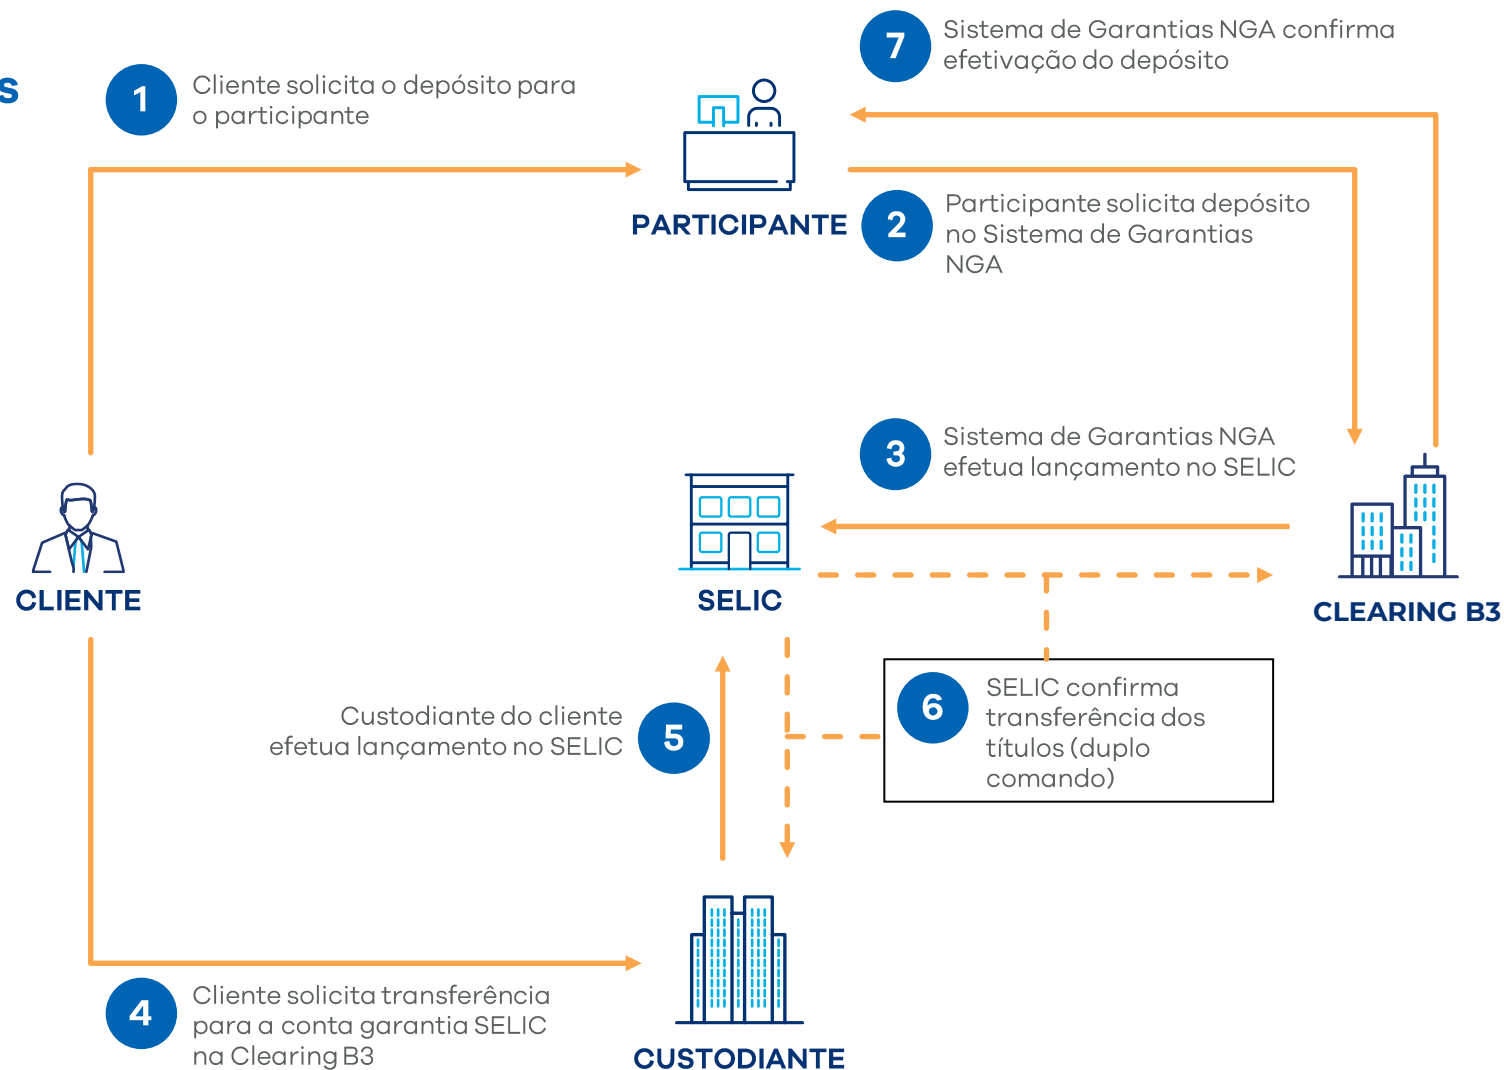 s
1
Cliente solicita o depósito para
o participante
7
Sistema de Garantias NGA confirma
efetivação do depósito
PARTICIPANTE
2
Participante solicita depósito
no Sistema de Garantias
NGA
3
Sistema de Garantias NGA
efetua lançamento no SELIC
CLIENTE
SELIC
CLEARING B3
Custodiante do cliente
efetua lançamento no SELIC
5
6
SELIC confirma
transferência dos
títulos (duplo
comando)
4
Cliente solicita transferência
para a conta garantia SELIC
na Clearing B3
CUSTODIANTE